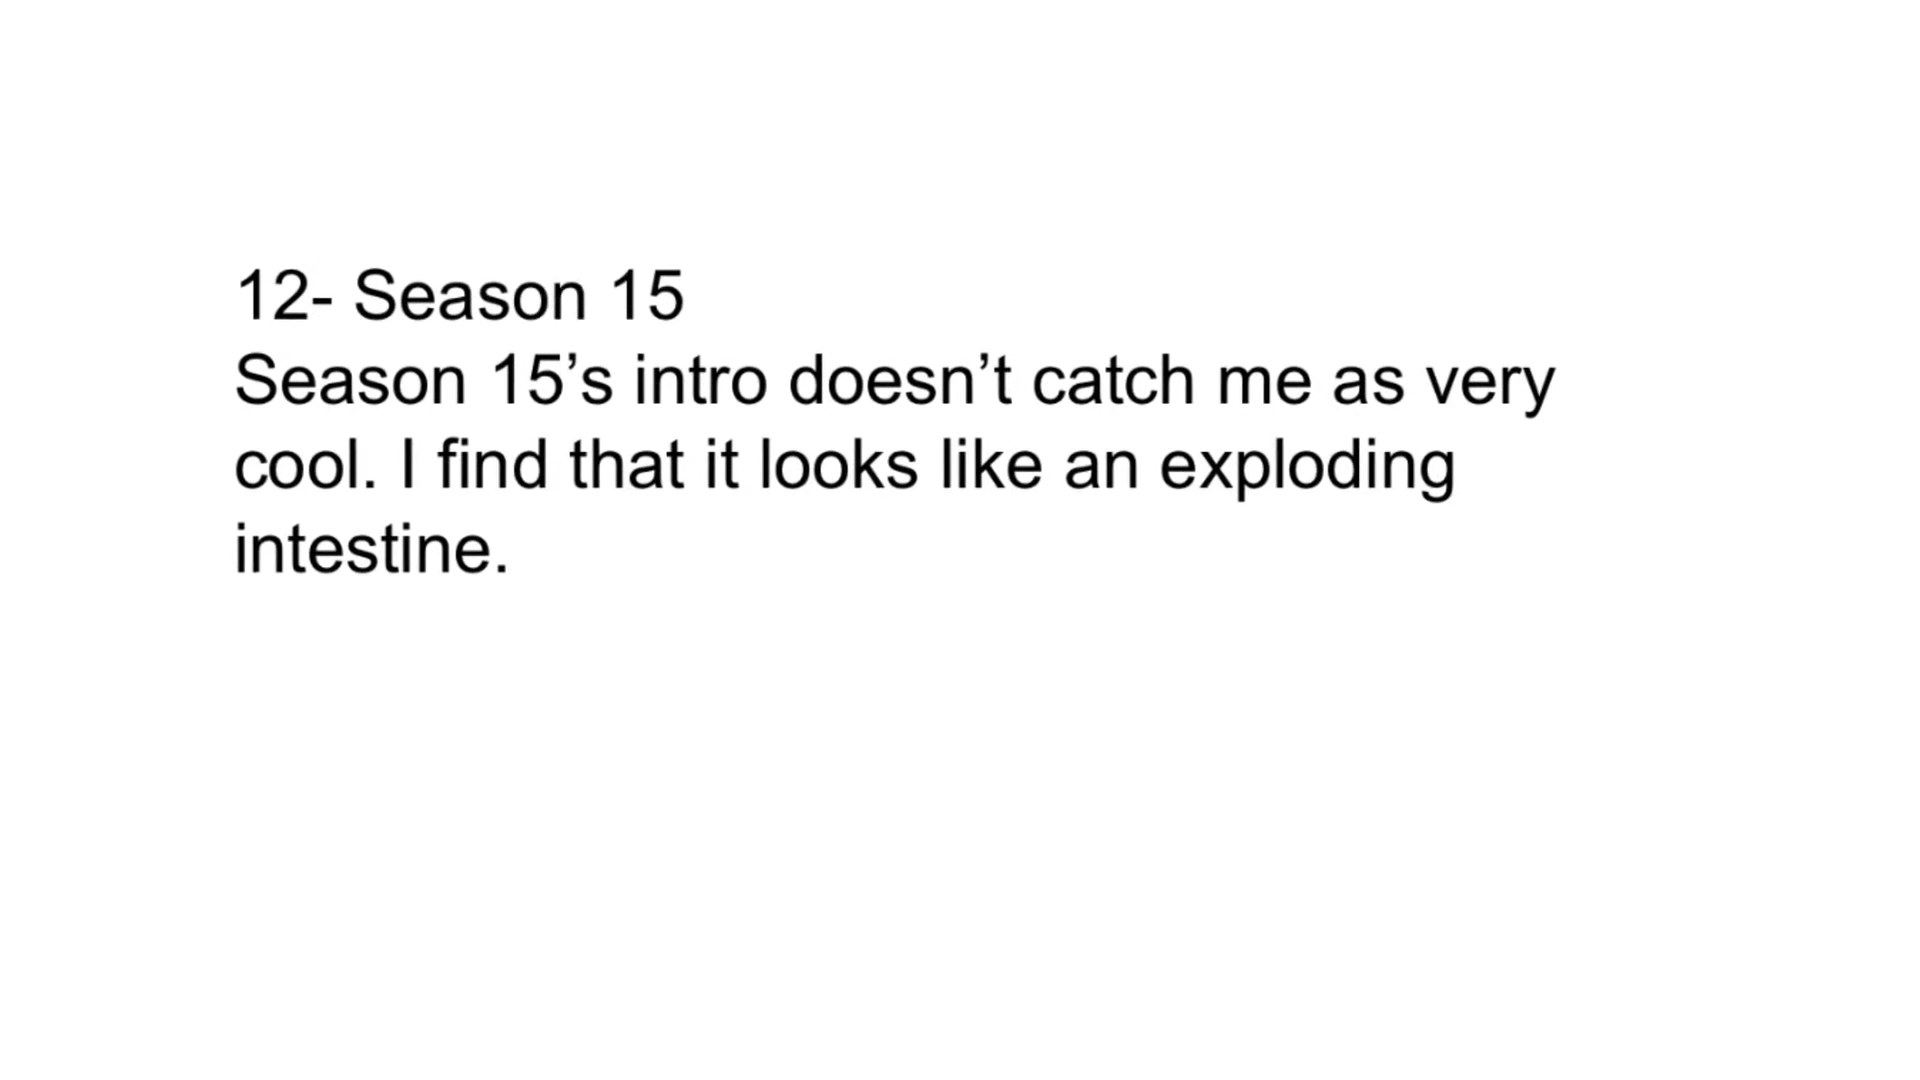 12- Season 15
Season 15’s intro doesn’t catch me as very
cool. I find that it looks like an exploding
intestine.